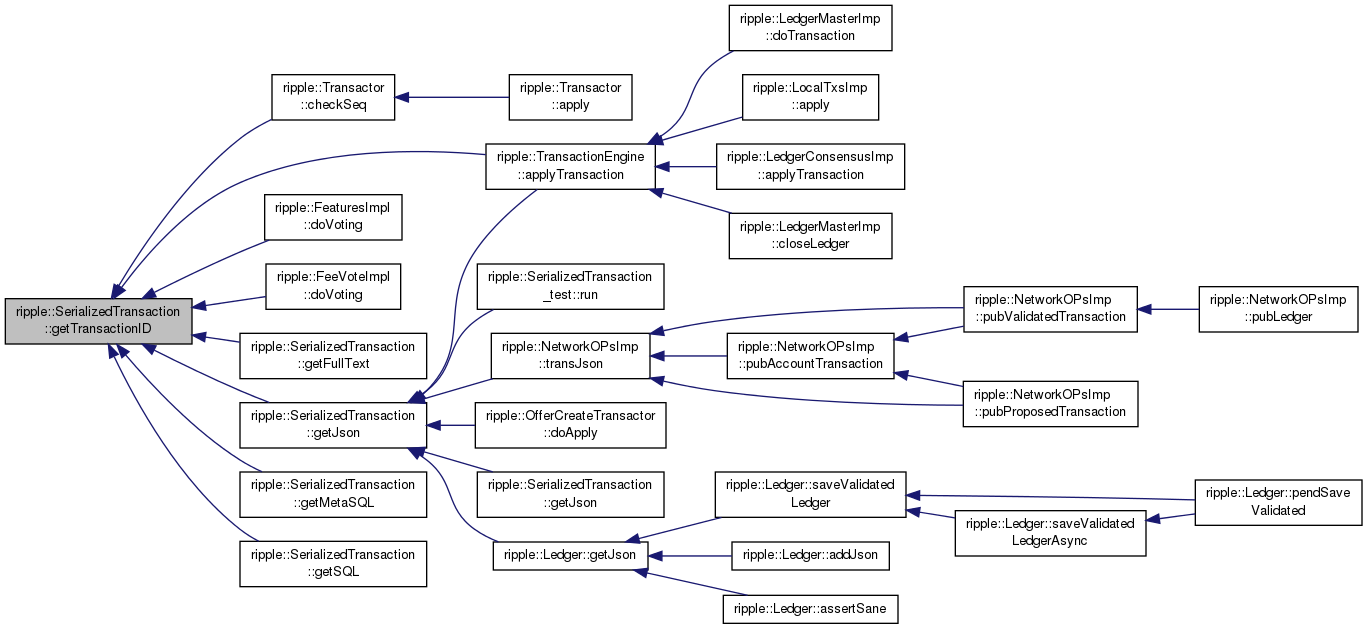 ripple::LedgerMasterImp
::doTransaction
ripple::Transactor
::checkSeq
ripple::Transactor
::apply
ripple::LocalTxsImp
::apply
ripple::TransactionEngine
::applyTransaction
ripple::LedgerConsensusImp
::applyTransaction
ripple::FeaturesImpl
::doVoting
ripple::LedgerMasterImp
::closeLedger
ripple::FeeVoteImpl
::doVoting
ripple::SerializedTransaction
_test::run
ripple::SerializedTransaction
::getTransactionID
ripple::NetworkOPsImp
::pubValidatedTransaction
ripple::NetworkOPsImp
::pubLedger
ripple::SerializedTransaction
::getFullText
ripple::NetworkOPsImp
::transJson
ripple::NetworkOPsImp
::pubAccountTransaction
ripple::NetworkOPsImp
::pubProposedTransaction
ripple::SerializedTransaction
::getJson
ripple::OfferCreateTransactor
::doApply
ripple::SerializedTransaction
::getMetaSQL
ripple::SerializedTransaction
::getJson
ripple::Ledger::saveValidated
Ledger
ripple::Ledger::pendSave
Validated
ripple::Ledger::saveValidated
LedgerAsync
ripple::SerializedTransaction
::getSQL
ripple::Ledger::getJson
ripple::Ledger::addJson
ripple::Ledger::assertSane